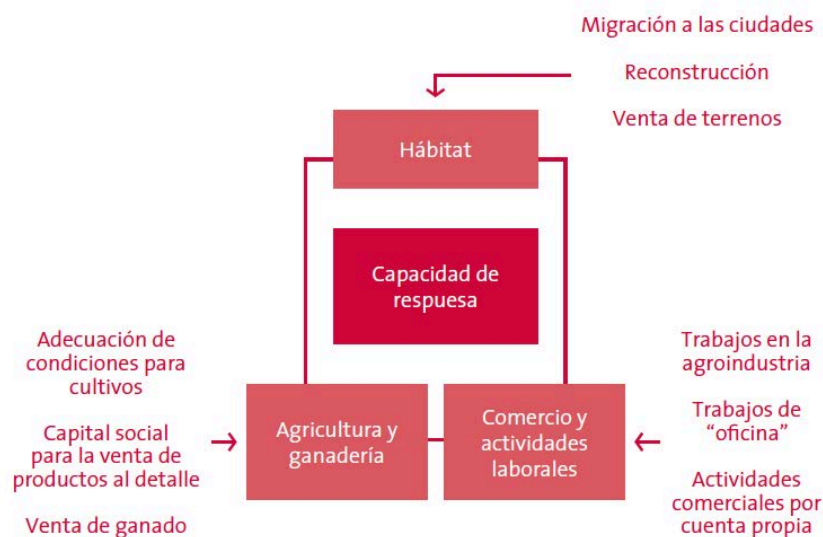 Migración a las ciudades
Reconstrucción
Venta de terrenos
Hábitat
Capacidad de
respuesa
Adecuación de
condiciones para
cultivos
Capital social
para la venta de
productos al detalle
Venta de ganado
Agricultura y
ganadería
Comercio y
actividades
laborales
Trabajos en la
agroindustria
Trabajos de
“oficina”
Actividades
comerciales por
cuenta propia